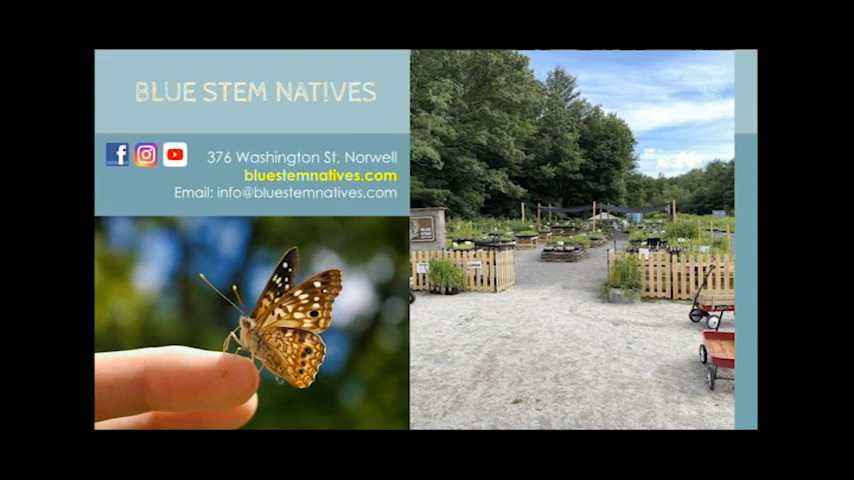 BLUE STEM NATIVES
376 Washington St, Norwell
bluestemnatives.com
Email: info@bluestemnatives.com